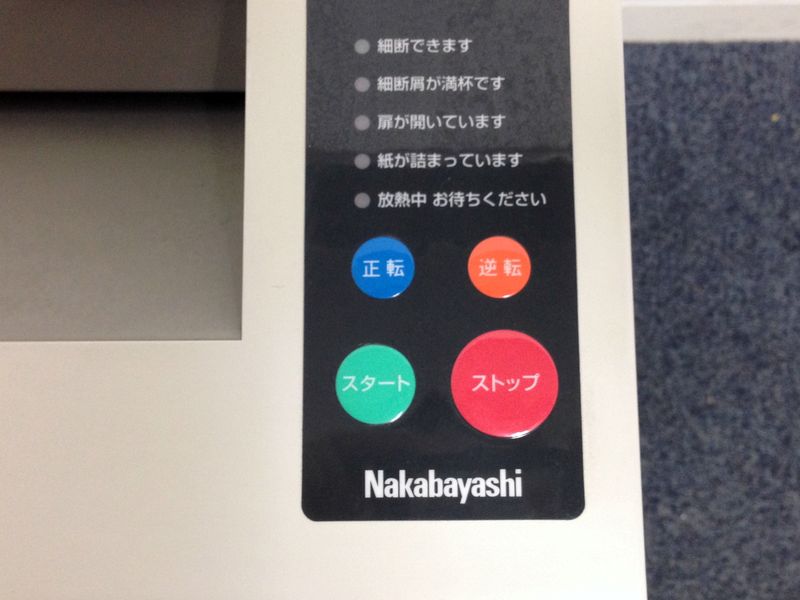 細断できます
細断屑が満杯です
扉が開いています
紙が詰まっています
放熱中 お待ちください
正転
逆転
スタート
ストップ
Nakabayashi